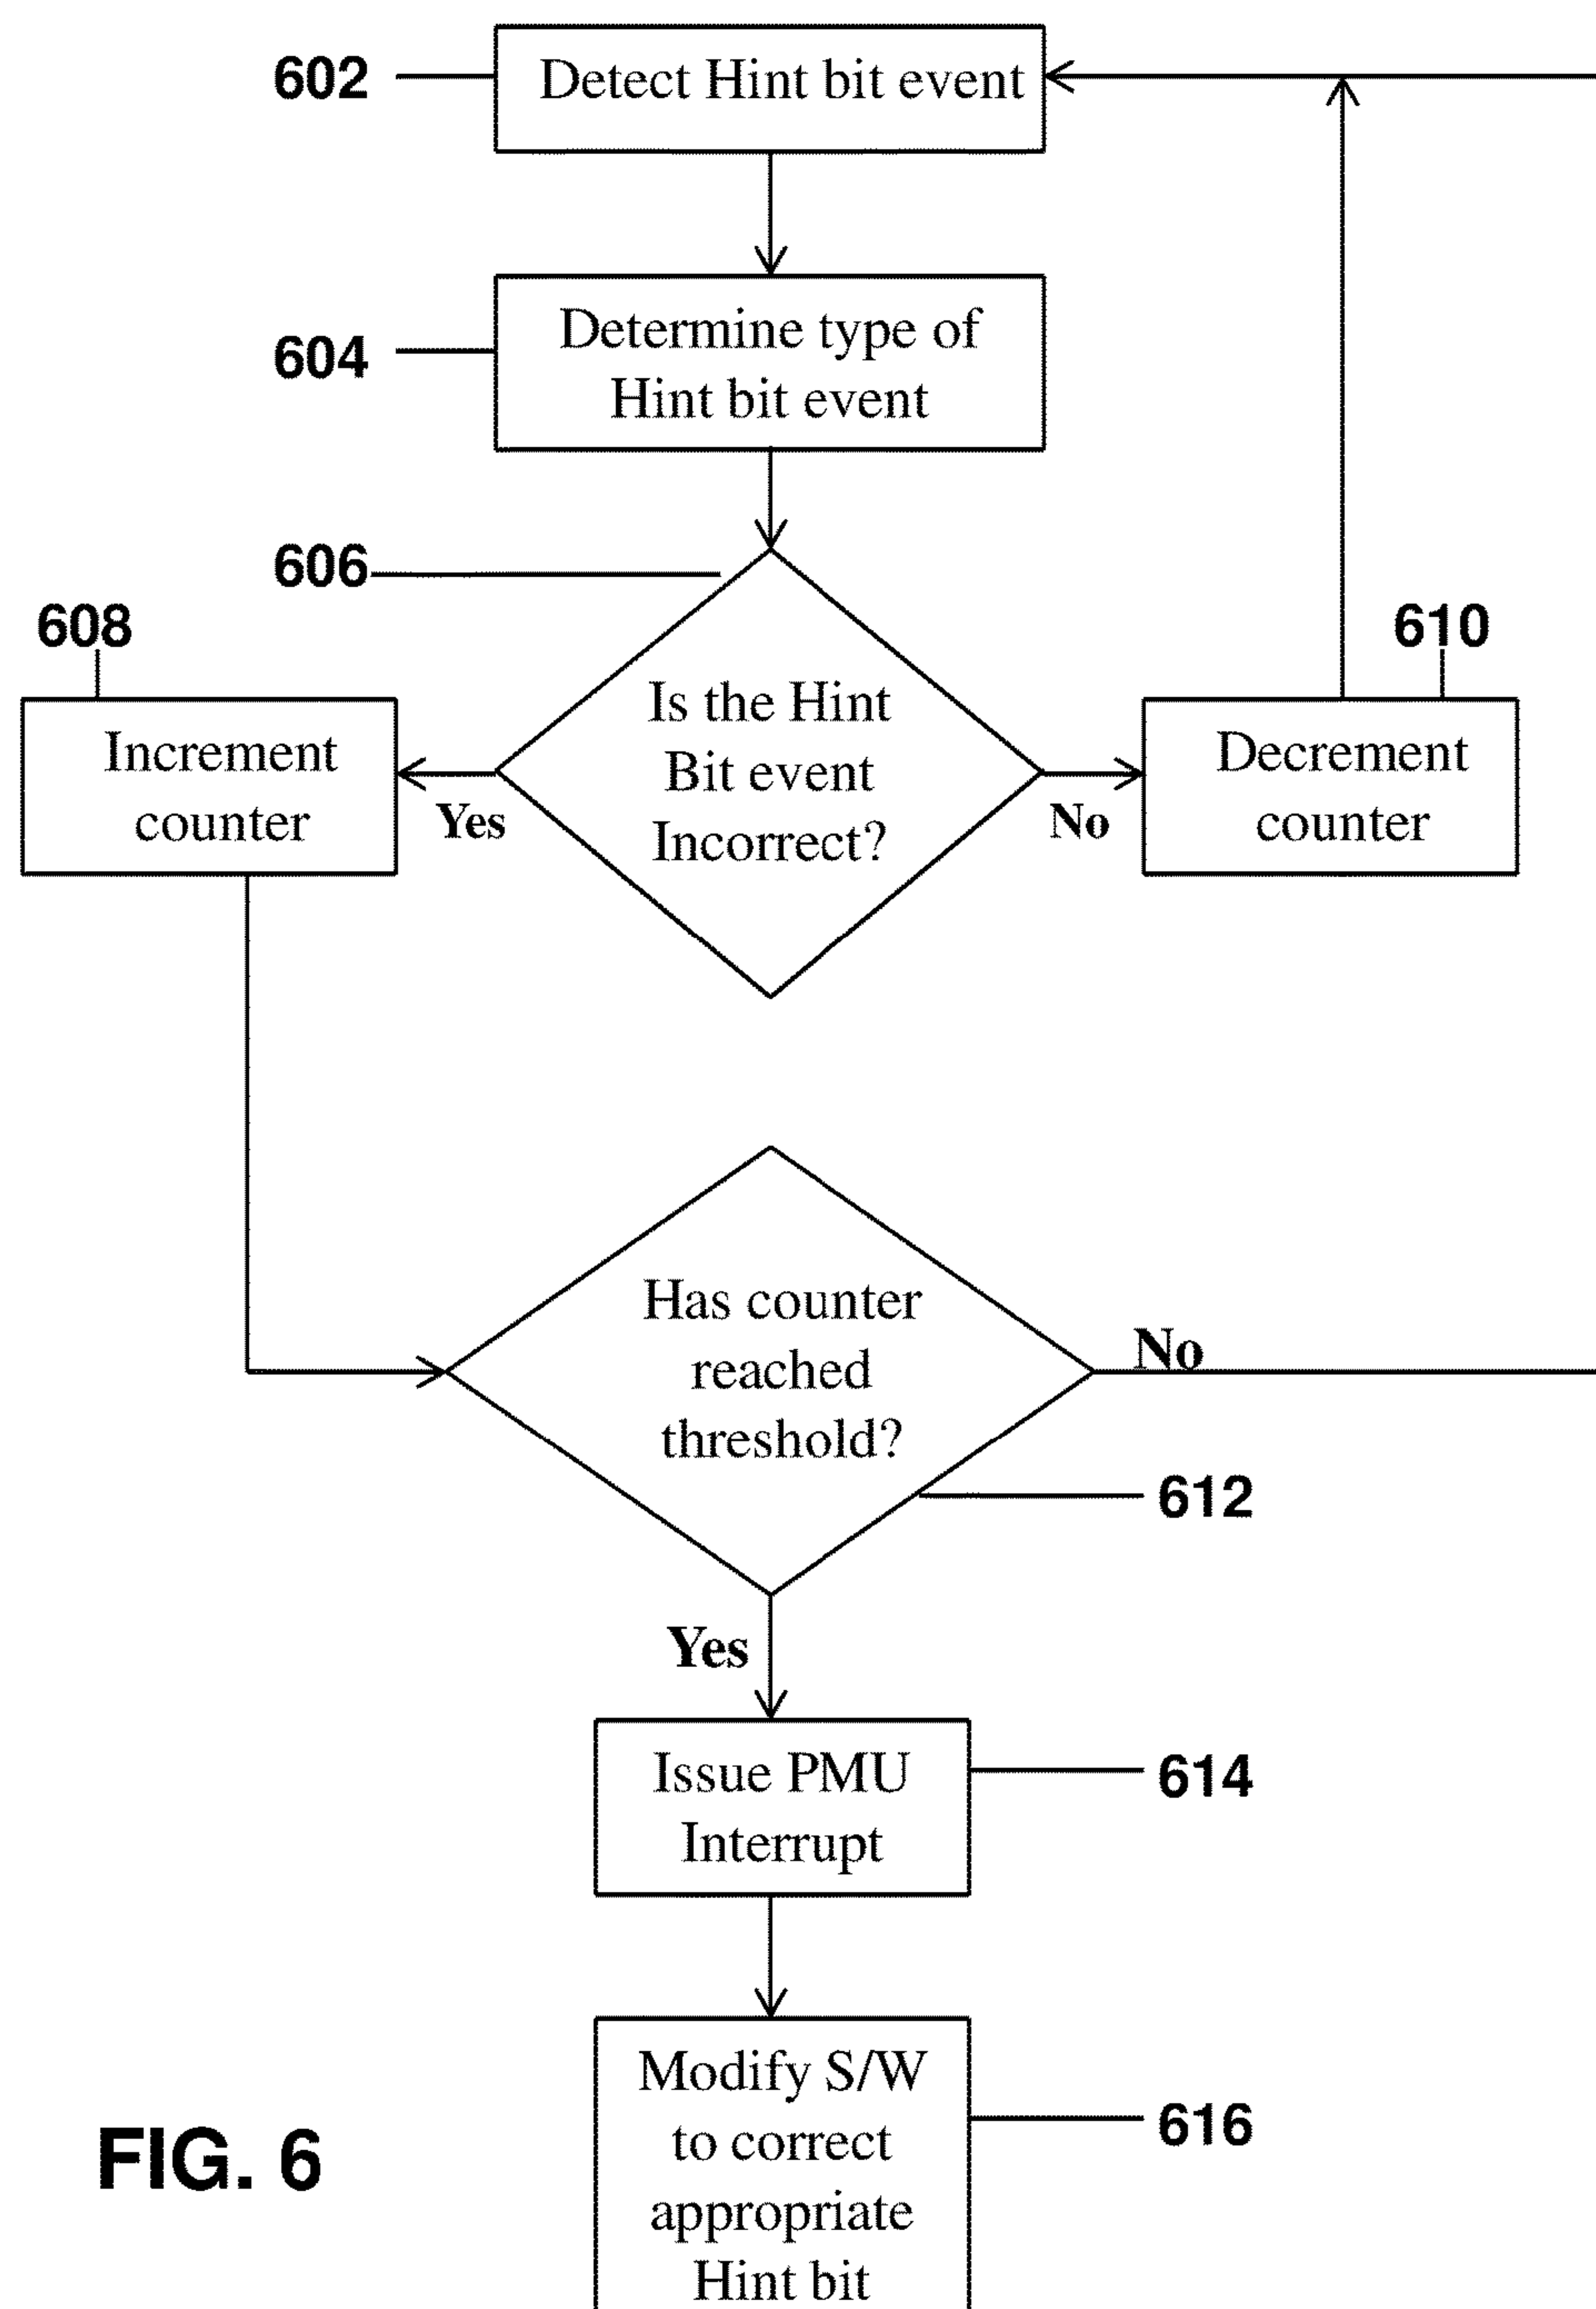 602
Detect Hint bit event
604
Determine type of
Hint bit event
606
608
610
Is the Hint
Bit event
Incorrect?
Increment
counter
Yes
No
Decrement
counter
Has counter
reached
threshold?
No
612
Yes
Issue PMU
Interrupt
614
Modify S/W
to correct
appropriate
Hint bit
616
FIG. 6